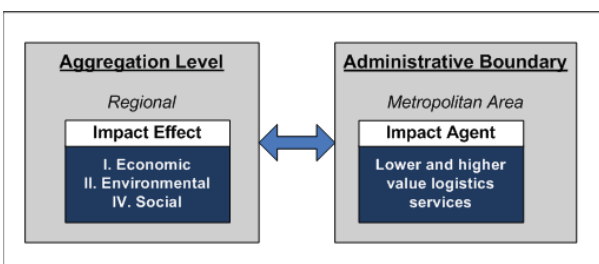 Aggregation Level
Regional
Impact Effect
I. Economic
II. Environmental
IV. Social
Administrative Boundary
Metropolitan Area
Impact Agent
Lower and higher
value logistics
services